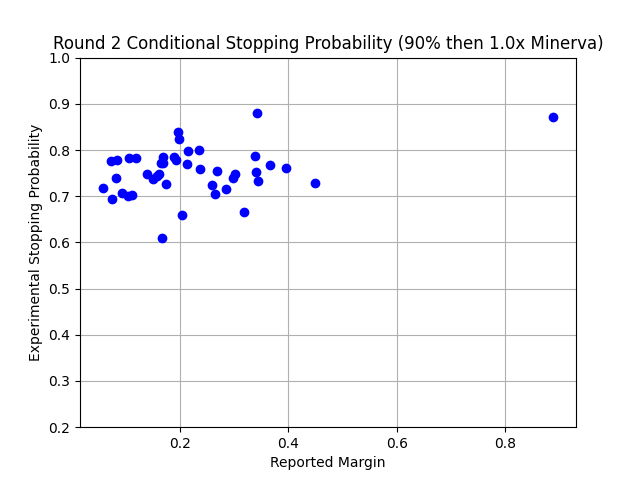 Round 2 Conditional Stopping Probability (90% then 1.0x Minerva)
1.0
0.9
0.8
0.7
0.6
0.5
0.4
0.3
0.2
Experimental Stopping Probability
0.2 0.4 0.6 0.8
Reported Margin